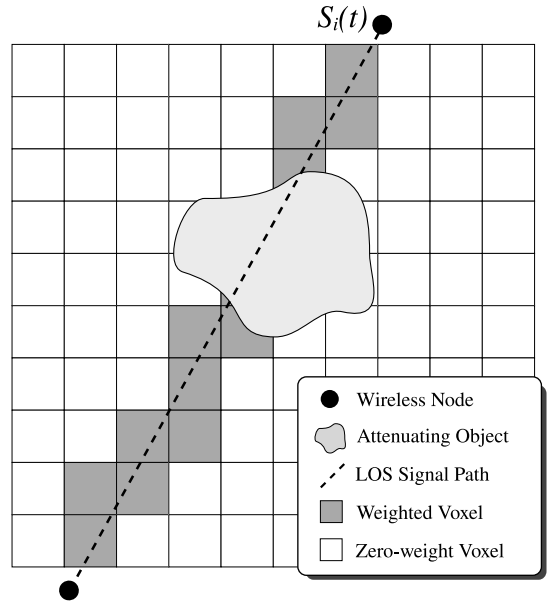 Si(t)
Wireless Node
Attenuating Object
LOS Signal Path
Weighted Voxel
Zero-weight Voxel